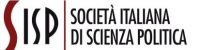 SISP
SOCIETÀ ITALIANA
DI SCIENZA POLITICA